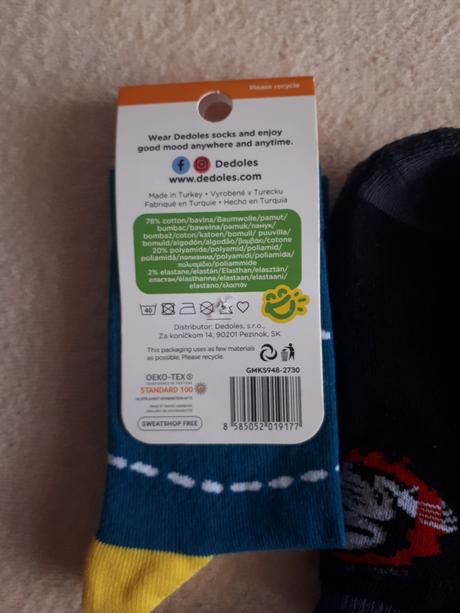 Please recycle
Wear Dedoles socks and enjoy
good mood anywhere and anytime.
Dedoles
www.dedoles.com
Made in Turkey • Vyrobené v Turecku
Fabriqué en Turquie • Hecho en Turquía
78% cotton/bavlna/Baumwolle/pamut/
bumbac/bawełna/pamuk/памук/
bombaž/coton/katoen/bomull/ puuvilla/
bomuld/algodón/algodão/βαμβάκι/cotone
20% polyamide/polyamid/poliamid/
poliamidă/полиамид/polyamidi/poliamida/
πολυαμίδιο/poliammide
2% elastane/elastán/Elasthan/elasztán/
еластан/élasthanne/elastaan/elastaani/
elastano/ελαστάν
40
Distributor: Dedoles, s.r.o.,
Za koníčkom 14, 90201 Pezinok, SK
This packaging uses as few materials
as possible. Please recycle.
OEKO-TEX®
CONFIDENCE IN TEXTILES
STANDARD 100
GMKS948-2730
8 585052 019177
SWEATSHOP FREE